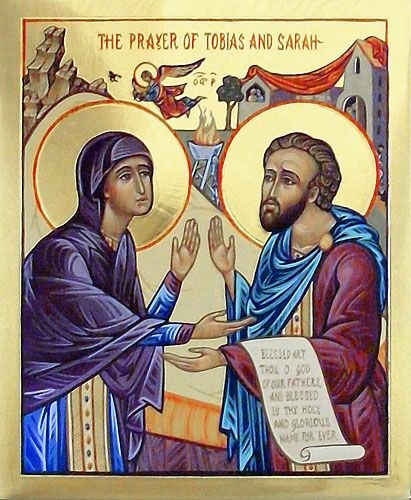 THE PRAYER OF TOBIAS AND SARAH
BLESSED ART
THOU, O GOD
OF OUR FATHERS,
AND BLESSED
IS THY HOLY
AND GLORIOUS
NAME FOR EVER.